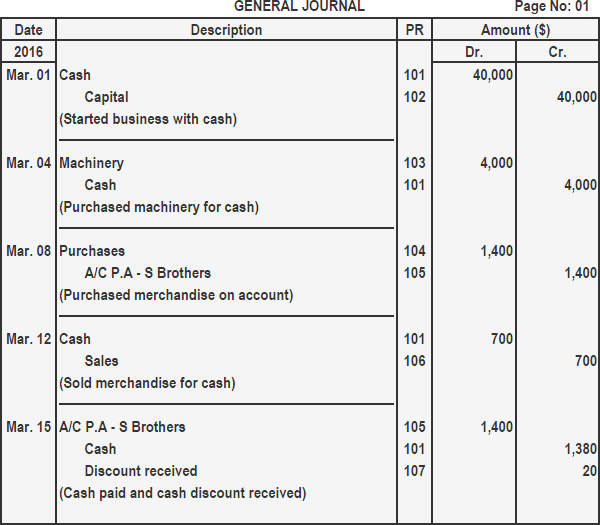 GENERAL JOURNAL Page No: 01
Date Description PR Amount ($)
2016 Dr. Cr.
Mar. 01 Cash 101 40,000
Capital 102 40,000
(Started business with cash)
Mar. 04 Machinery 103 4,000
Cash 101 4,000
(Purchased machinery for cash)
Mar. 08 Purchases 104 1,400
A/C P.A - S Brothers 105 1,400
(Purchased merchandise on account)
Mar. 12 Cash 101 700
Sales 106 700
(Sold merchandise for cash)
Mar. 15 A/C P.A - S Brothers 105 1,400
Cash 101 1,380
Discount received 107 20
(Cash paid and cash discount received)